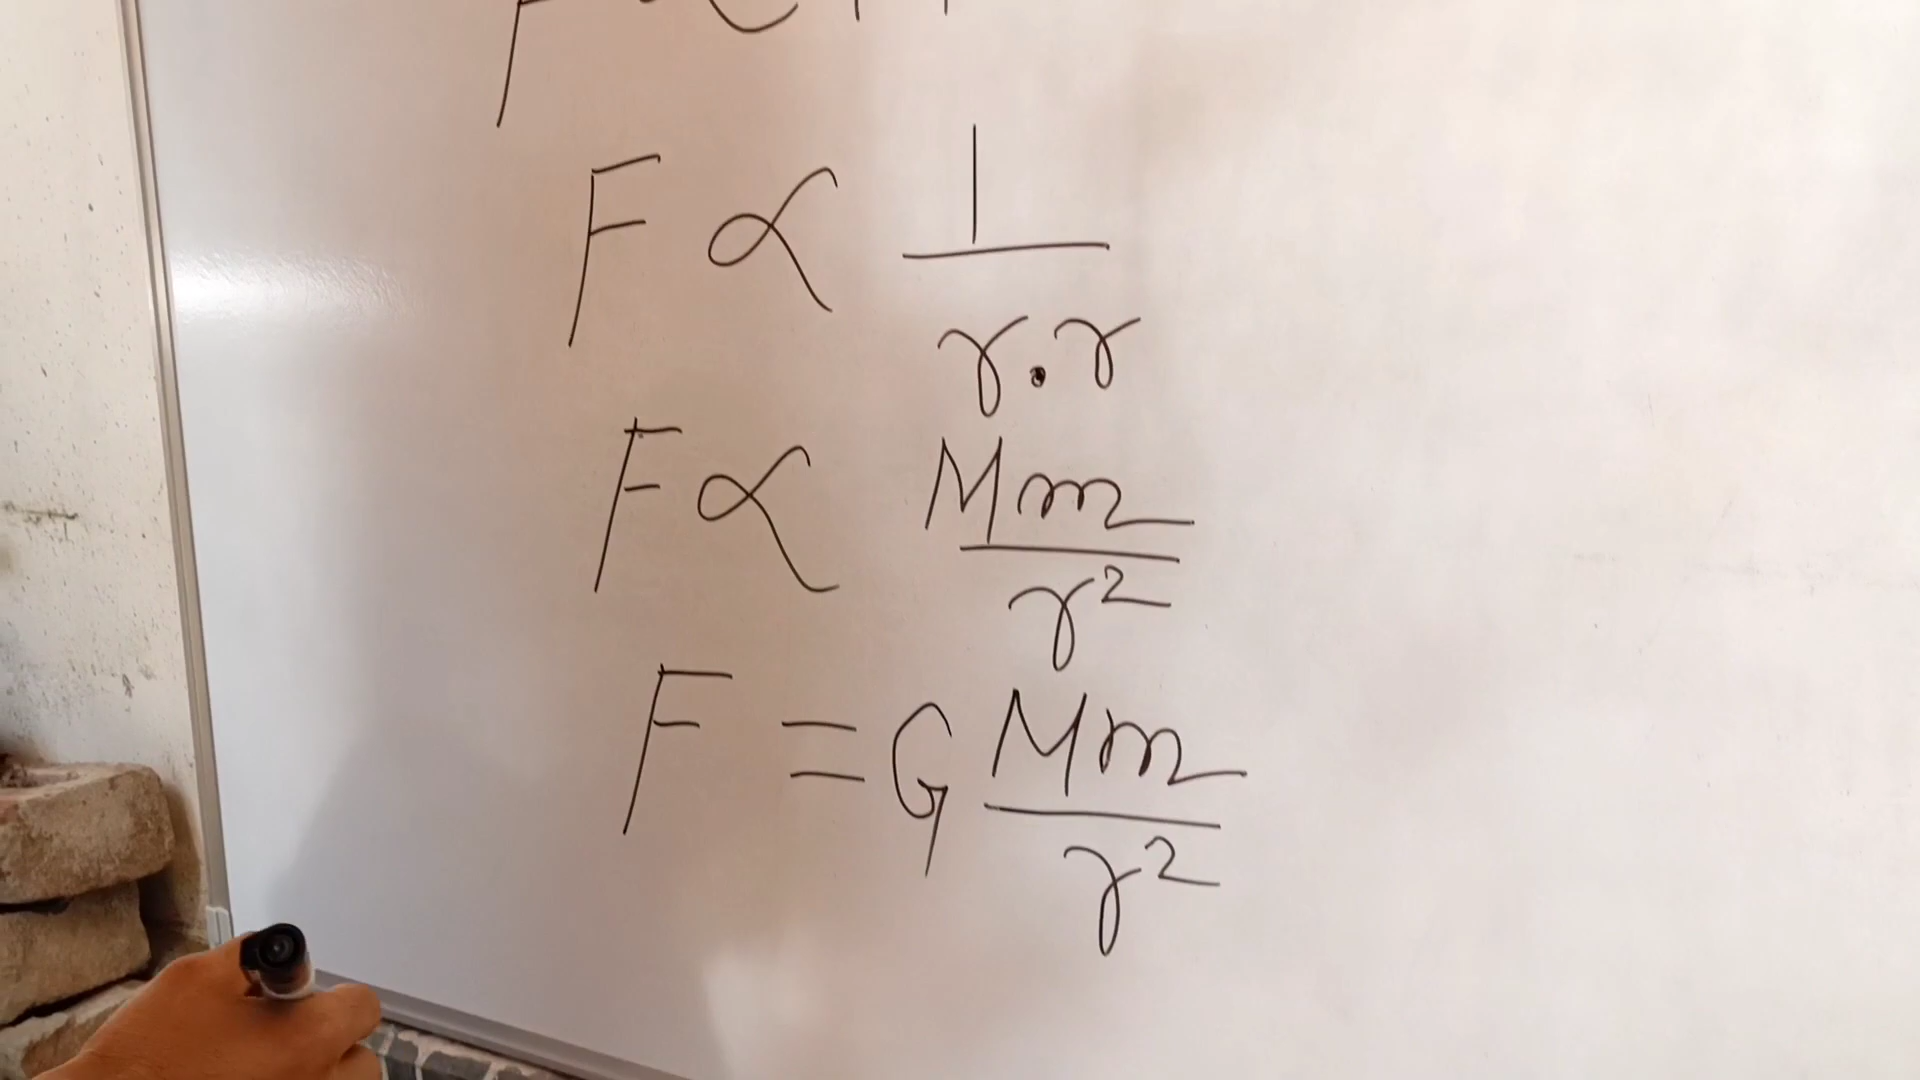 F ∝ 1 / r.r
F ∝ Mm / r²
F = G Mm / r²